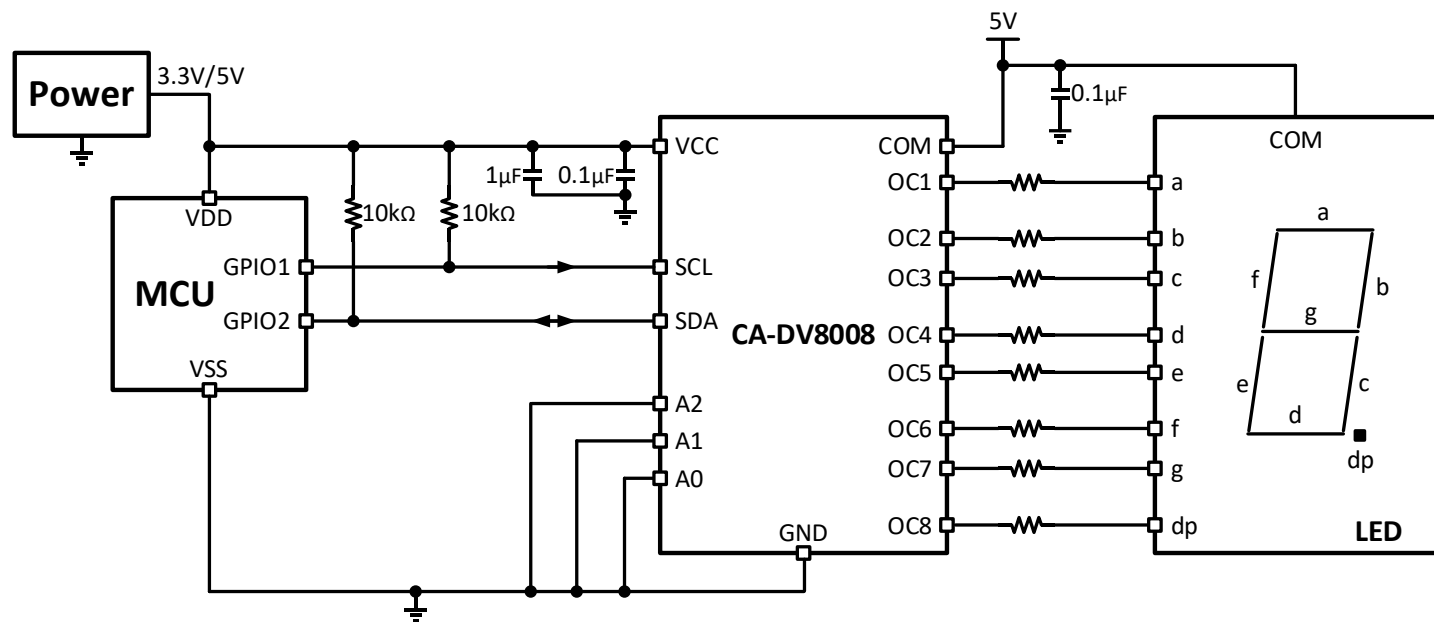 Power
3.3V/5V
VDD
MCU
GPIO1
GPIO2
VSS
10kΩ
10kΩ
1µF
0.1µF
VCC
SCL
SDA
A2
A1
A0
GND
CA-DV8008
COM
OC1
OC2
OC3
OC4
OC5
OC6
OC7
OC8
5V
0.1µF
COM
a
b
c
d
e
f
g
dp
a
f
b
g
e
c
d
dp
LED